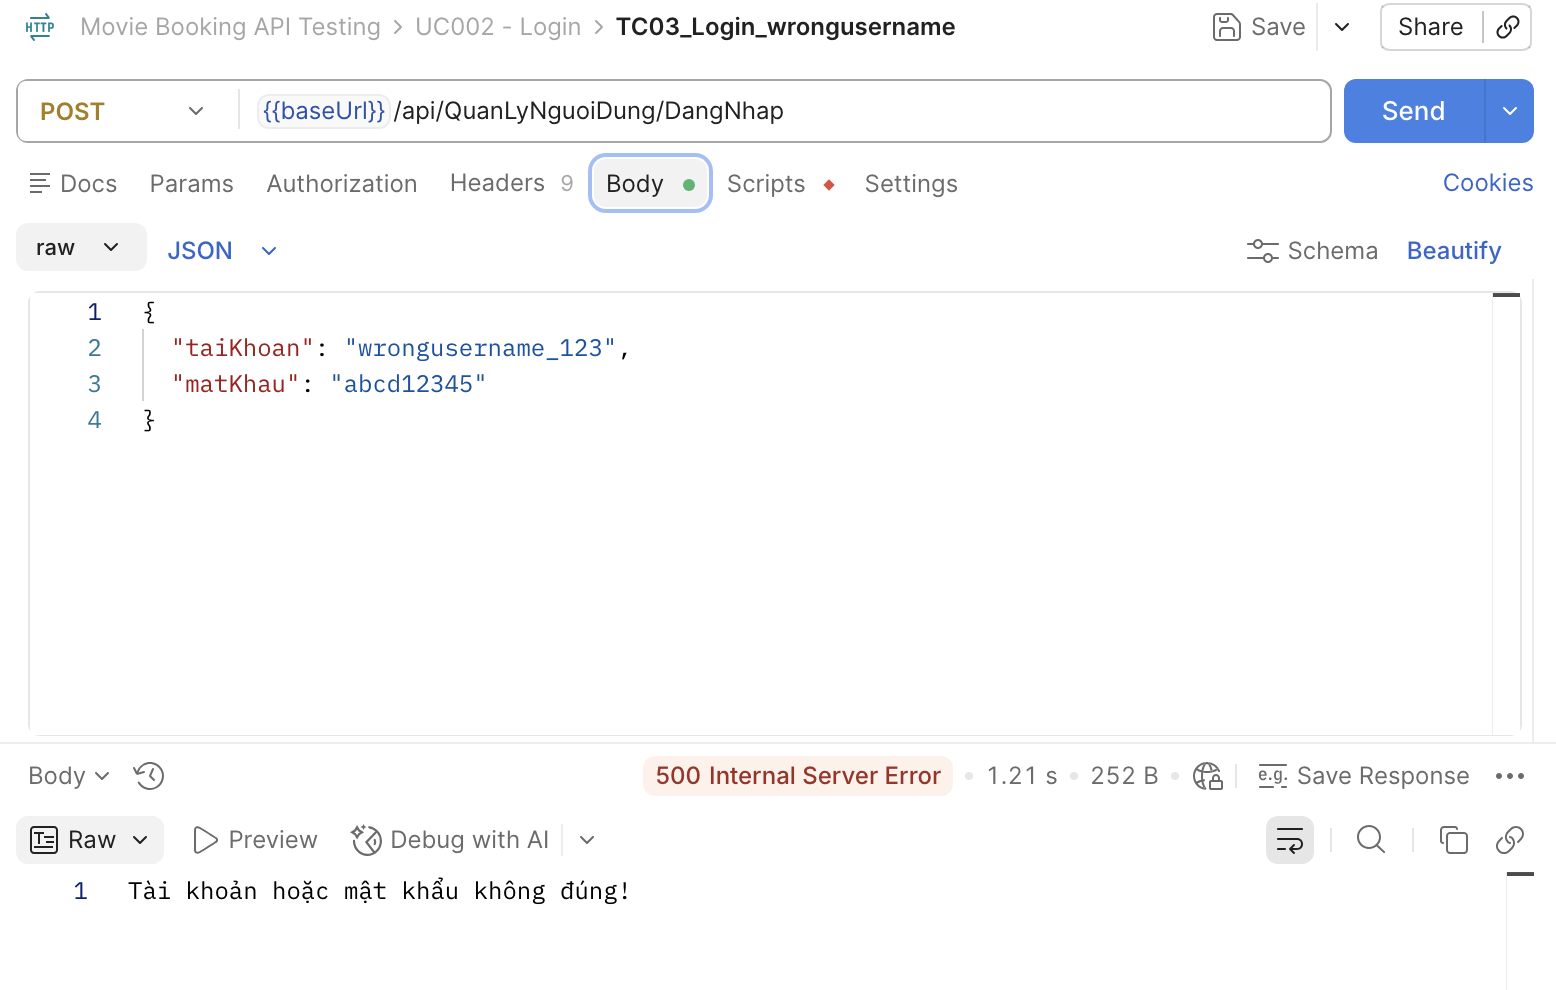 HTTP Movie Booking API Testing > UC002 - Login > TC03_Login_wrongusername Save Share
POST {{baseUrl}}/api/QuanLyNguoiDung/DangNhap Send
Docs Params Authorization Headers 9 Body Scripts Settings Cookies
raw JSON Schema Beautify
1 {
2 "taiKhoan": "wrongusername_123",
3 "matKhau": "abcd12345"
4 }
Body 500 Internal Server Error • 1.21 s • 252 B • e.g. Save Response
Raw Preview Debug with AI
1 Tài khoản hoặc mật khẩu không đúng!